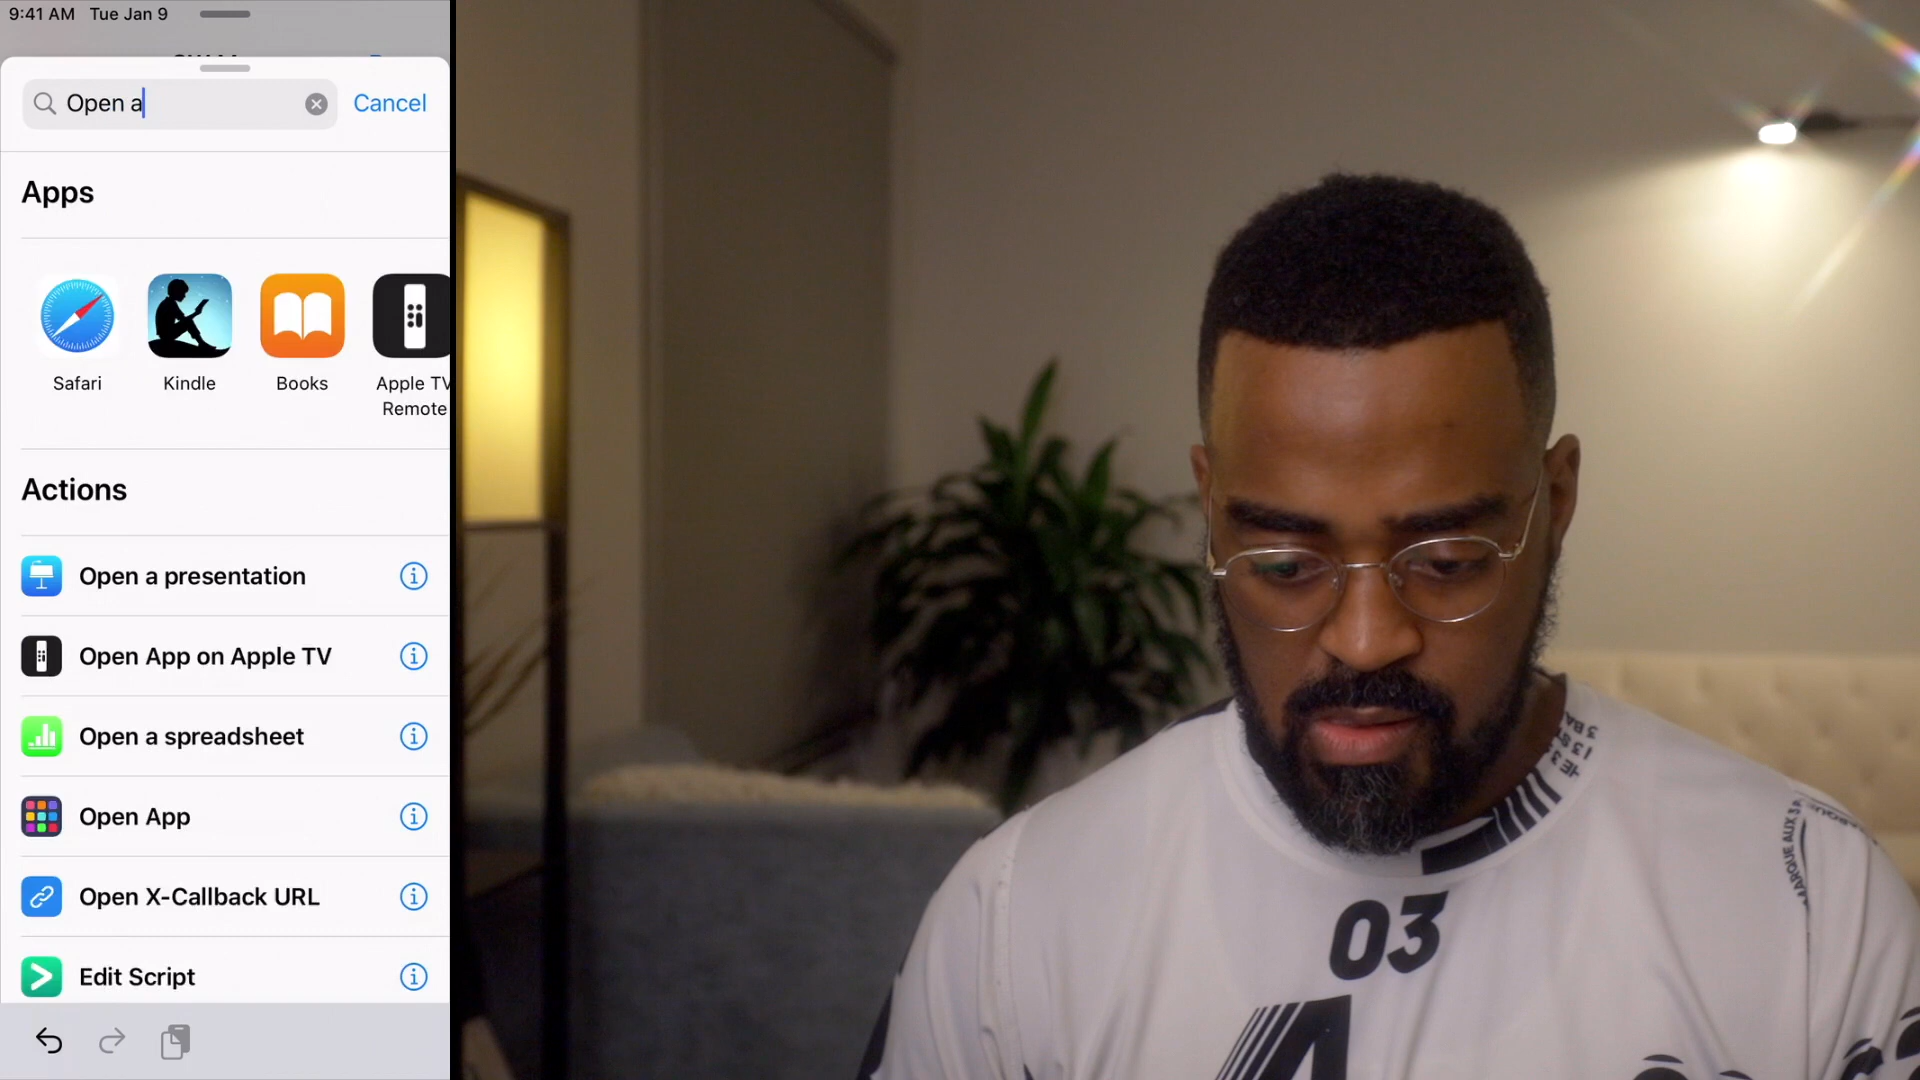 9:41 AM Tue Jan 9
Open a
Cancel
Apps
Safari
Kindle
Books
Apple TV
Remote
Actions
Open a presentation
Open App on Apple TV
Open a spreadsheet
Open App
Open X-Callback URL
Edit Script
03